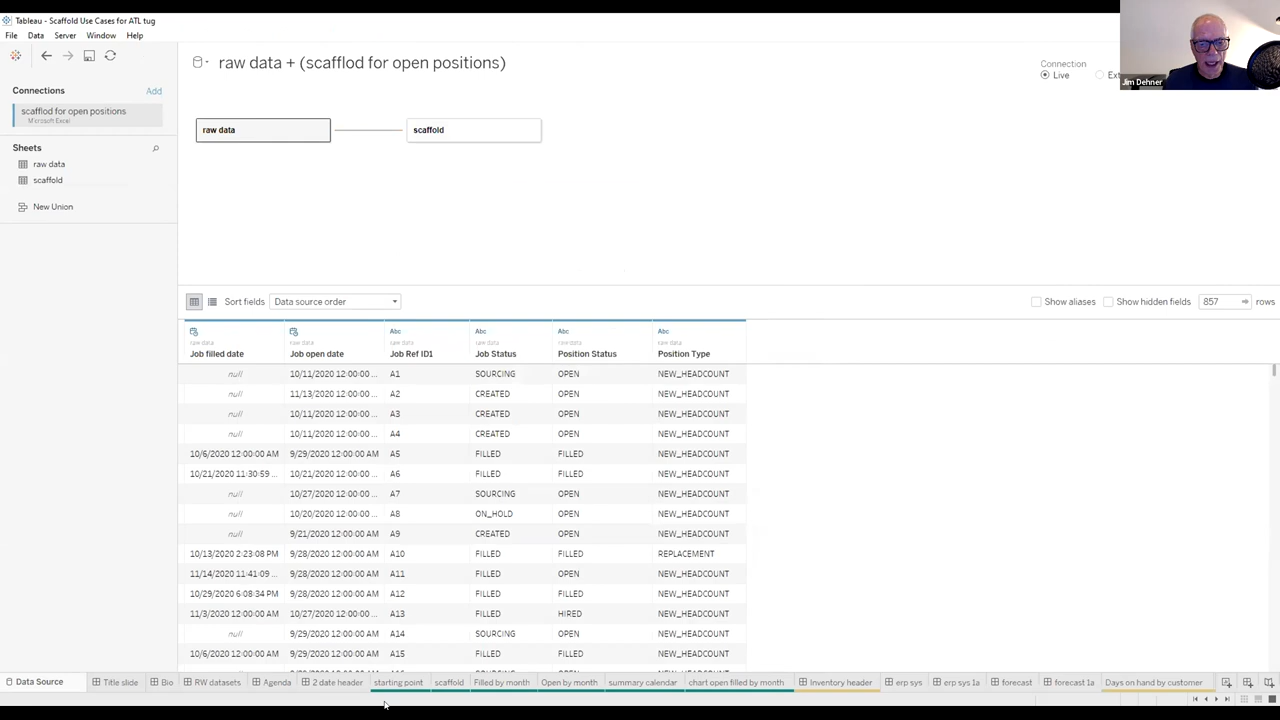 Tableau - Scaffold Use Cases for ATL tug
File Data Server Window Help
raw data + (scafflod for open positions)
Connection
Live
Jim Dehner
Connections Add
scafflod for open positions
Microsoft Excel
raw data scaffold
Sheets
raw data
scaffold
New Union
Sort fields Data source order Show aliases Show hidden fields 857 rows
Abc Abc Abc Abc
raw data raw data raw data raw data raw data raw data
Job filled date Job open date Job Ref ID1 Job Status Position Status Position Type
null 10/11/2020 12:00:00 ... A1 SOURCING OPEN NEW_HEADCOUNT
null 11/13/2020 12:00:00 ... A2 CREATED OPEN NEW_HEADCOUNT
null 10/11/2020 12:00:00 ... A3 CREATED OPEN NEW_HEADCOUNT
null 10/11/2020 12:00:00 ... A4 CREATED OPEN NEW_HEADCOUNT
10/6/2020 12:00:00 AM 9/29/2020 12:00:00 AM A5 FILLED FILLED NEW_HEADCOUNT
10/21/2020 11:30:59 ... 10/21/2020 12:00:00 ... A6 FILLED FILLED NEW_HEADCOUNT
null 10/27/2020 12:00:00 ... A7 SOURCING OPEN NEW_HEADCOUNT
null 10/20/2020 12:00:00 ... A8 ON_HOLD OPEN NEW_HEADCOUNT
null 9/21/2020 12:00:00 AM A9 CREATED OPEN NEW_HEADCOUNT
10/13/2020 2:23:08 PM 9/28/2020 12:00:00 AM A10 FILLED FILLED REPLACEMENT
11/14/2020 11:41:09 ... 9/28/2020 12:00:00 AM A11 FILLED OPEN NEW_HEADCOUNT
10/29/2020 6:08:34 PM 9/28/2020 12:00:00 AM A12 FILLED FILLED NEW_HEADCOUNT
11/3/2020 12:00:00 AM 10/27/2020 12:00:00 ... A13 FILLED HIRED NEW_HEADCOUNT
null 9/29/2020 12:00:00 AM A14 SOURCING OPEN NEW_HEADCOUNT
10/6/2020 12:00:00 AM 9/29/2020 12:00:00 AM A15 FILLED FILLED NEW_HEADCOUNT
Data Source Title slide Bio RW datasets Agenda 2 date header starting point scaffold Filled by month Open by month summary calendar chart open filled by month Inventory header erp sys erp sys 1a forecast forecast 1a Days on hand by customer